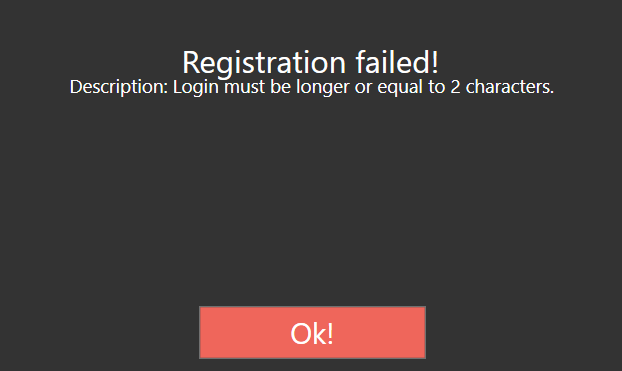 Registration failed!
Description: Login must be longer or equal to 2 characters.
Ok!